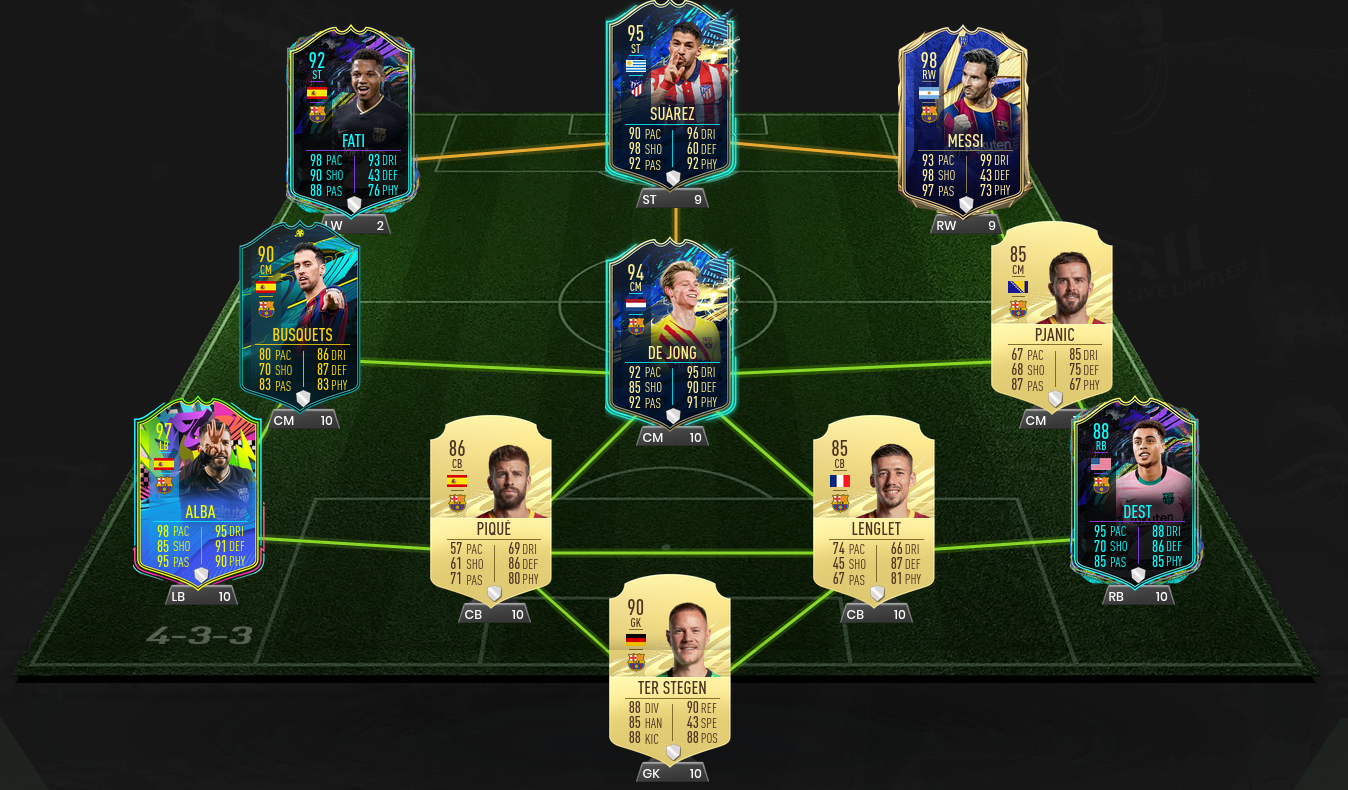 92
ST
FATI
98 PAC 93 DRI
90 SHO 43 DEF
88 PAS 76 PHY
LW 2
95
ST
SUÁREZ
90 PAC 96 DRI
98 SHO 60 DEF
92 PAS 92 PHY
ST 9
98
RW
MESSI
93 PAC 99 DRI
98 SHO 43 DEF
97 PAS 73 PHY
RW 9
90
CM
BUSQUETS
80 PAC 86 DRI
70 SHO 87 DEF
83 PAS 83 PHY
CM 10
94
CM
DE JONG
92 PAC 95 DRI
85 SHO 90 DEF
92 PAS 91 PHY
CM 10
85
CM
PJANIC
67 PAC 85 DRI
68 SHO 75 DEF
87 PAS 67 PHY
CM
97
LB
ALBA
98 PAC 95 DRI
85 SHO 91 DEF
95 PAS 90 PHY
LB 10
86
CB
PIQUÉ
57 PAC 69 DRI
61 SHO 86 DEF
71 PAS 80 PHY
CB 10
85
CB
LENGLET
74 PAC 66 DRI
45 SHO 87 DEF
67 PAS 81 PHY
CB 10
88
RB
DEST
95 PAC 88 DRI
70 SHO 86 DEF
85 PAS 85 PHY
RB 10
90
GK
TER STEGEN
88 DIV 90 REF
85 HAN 43 SPE
88 KIC 88 POS
GK 10
4-3-3